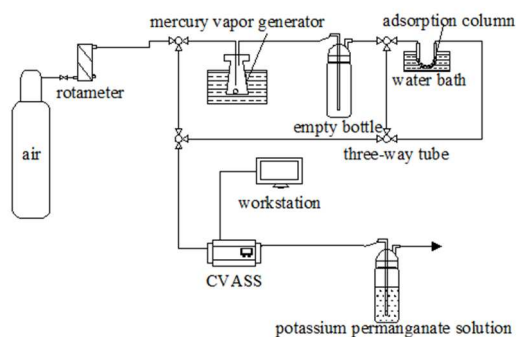 adsorption column
mercury vapor generator
rotameter
water bath
empty bottle
three-way tube
air
workstation
CVASS
potassium permanganate solution